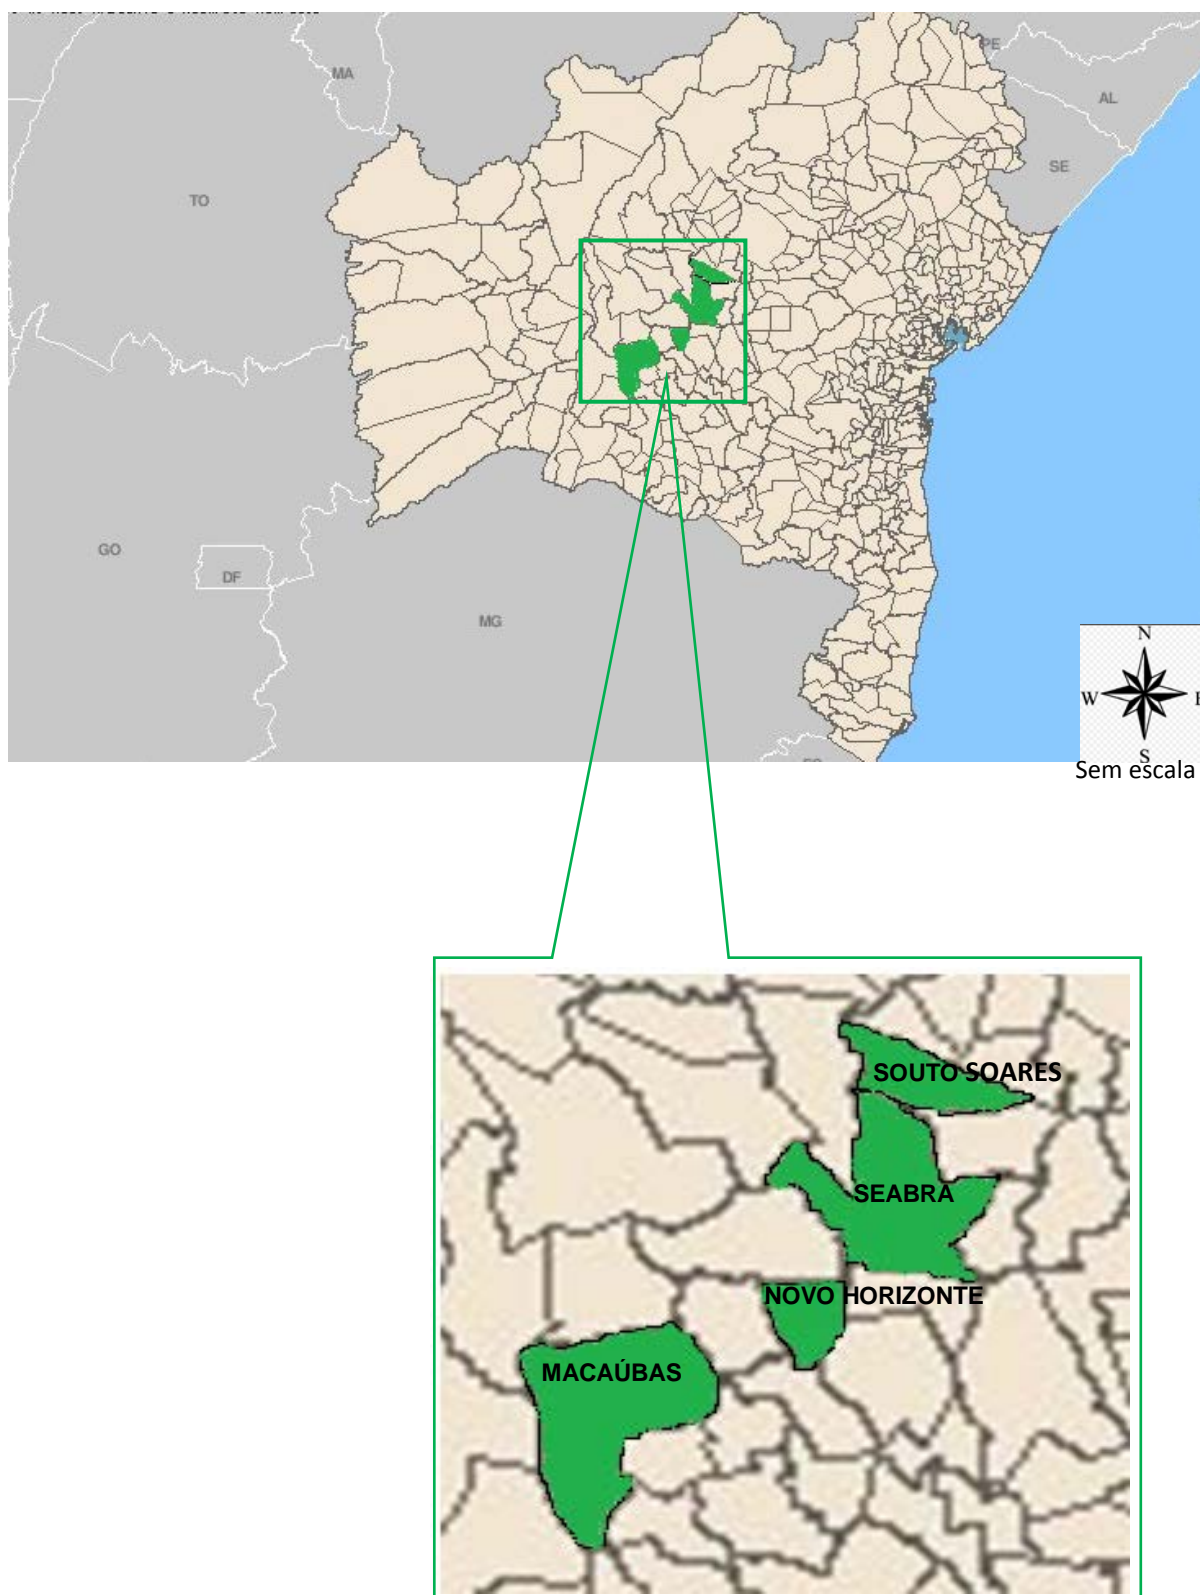 PE
MA
AL
SE
TO
GO
DF
MG
N
W
E
S
Sem escala
SOUTO SOARES
SEABRA
NOVO HORIZONTE
MACAÚBAS